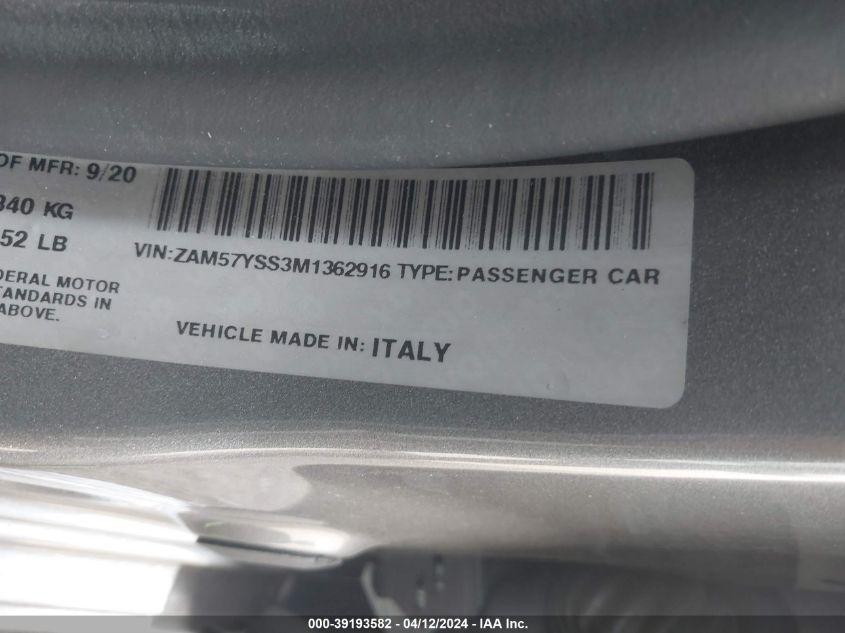 OF MFR: 9/20
840 KG
52 LB
VIN:ZAM57YSS3M1362916 TYPE:PASSENGER CAR
DERAL MOTOR
TANDARDS IN
ABOVE.
VEHICLE MADE IN: ITALY
000-39193582 - 04/12/2024 - IAA Inc.